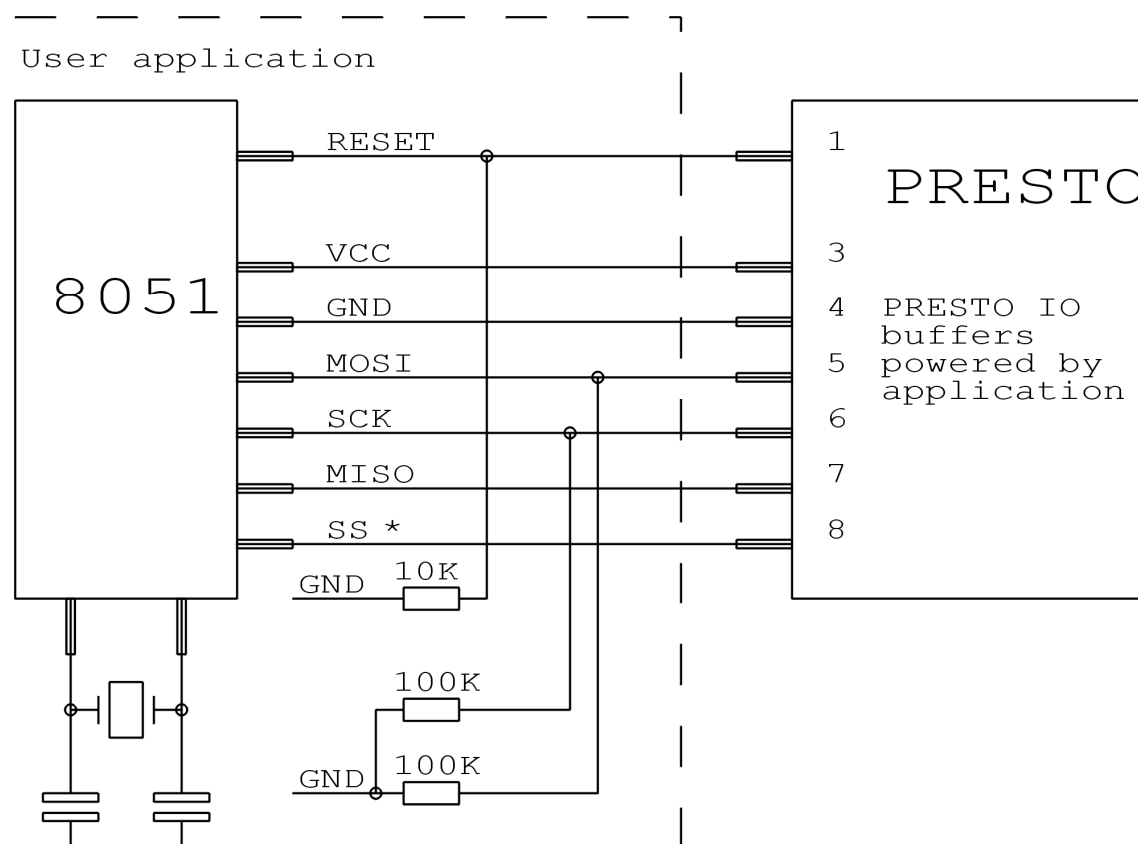 User application
RESET
1
PRESTO
VCC
3
8051
GND
4
PRESTO IO
buffers
powered by
application
MOSI
5
SCK
6
MISO
7
SS *
8
GND
10K
100K
GND
100K